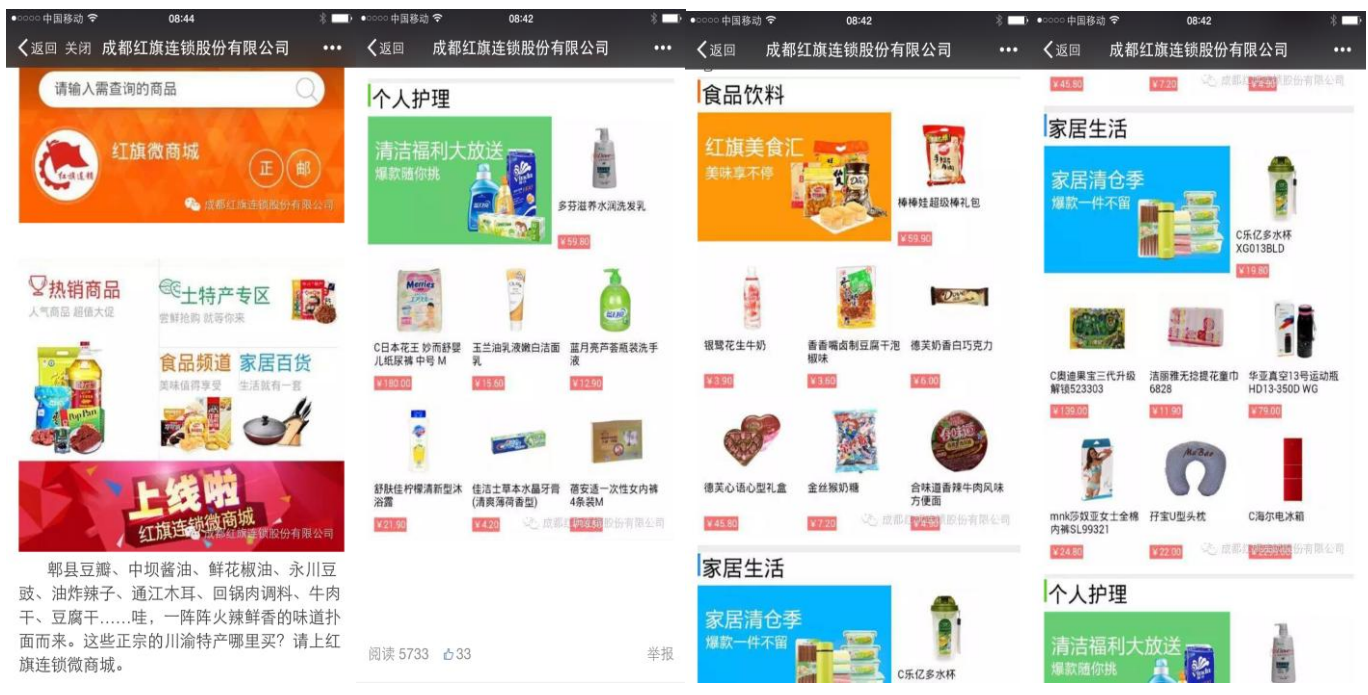 中国移动 08:44
返回 关闭 成都红旗连锁股份有限公司
请输入需查询的商品
红旗微商城
正 邮
红旗连锁
成都红旗连锁股份有限公司
热销商品
人气商品 超值大促
土特产专区
尝鲜抢购 就等你来
食品频道 家居百货
美味值得享受 生活就有一套
上线啦
红旗连锁微商城
成都红旗连锁股份有限公司
郫县豆瓣、中坝酱油、鲜花椒油、永川豆
豉、油炸辣子、通江木耳、回锅肉调料、牛肉
干、豆腐干……哇，一阵阵火辣鲜香的味道扑
面而来。这些正宗的川渝特产哪里买？请上红
旗连锁微商城。
中国移动 08:42
返回 成都红旗连锁股份有限公司
个人护理
清洁福利大放送
爆款随你挑
多芬滋养水润洗发乳
¥59.80
C日本花王 妙而舒婴
儿纸尿裤 中号 M
¥180.00
玉兰油乳液嫩白洁面
乳
¥15.50
蓝月亮芦荟瓶装洗手
液
¥12.90
舒肤佳柠檬清新型沐
浴露
¥21.90
佳洁士草本水晶牙膏
(清爽薄荷香型)
¥4.20
蓓安适一次性女内裤
4条装M
成都红旗连锁股份有限公司
阅读 5733 33 举报
中国移动 08:42
返回 成都红旗连锁股份有限公司
食品饮料
红旗美食汇
美味享不停
棒棒娃超级棒礼包
¥59.90
银鹭花生牛奶
¥3.90
香香嘴卤制豆腐干泡
椒味
¥3.60
德芙奶香白巧克力
¥6.00
德芙心语心型礼盒
¥45.80
金丝猴奶糖
¥7.20
合味道香辣牛肉风味
方便面
¥4.90
成都红旗连锁股份有限公司
家居生活
家居清仓季
爆款一件不留
C乐亿多水杯
中国移动 08:42
返回 成都红旗连锁股份有限公司
¥45.80
¥7.20
¥4.90
成都红旗连锁股份有限公司
家居生活
家居清仓季
爆款一件不留
C乐亿多水杯
XG013BLD
¥19.80
C奥迪果宝三代升级
解锁523303
¥139.00
洁丽雅无捻提花童巾
6828
¥11.90
华亚真空13号运动瓶
HD13-350D WG
¥79.00
mnk莎奴亚女士全棉
内裤SL99321
¥24.80
孖宝U型头枕
¥22.00
C海尔电冰箱
成都红旗连锁股份有限公司
个人护理
清洁福利大放送
爆款随你挑